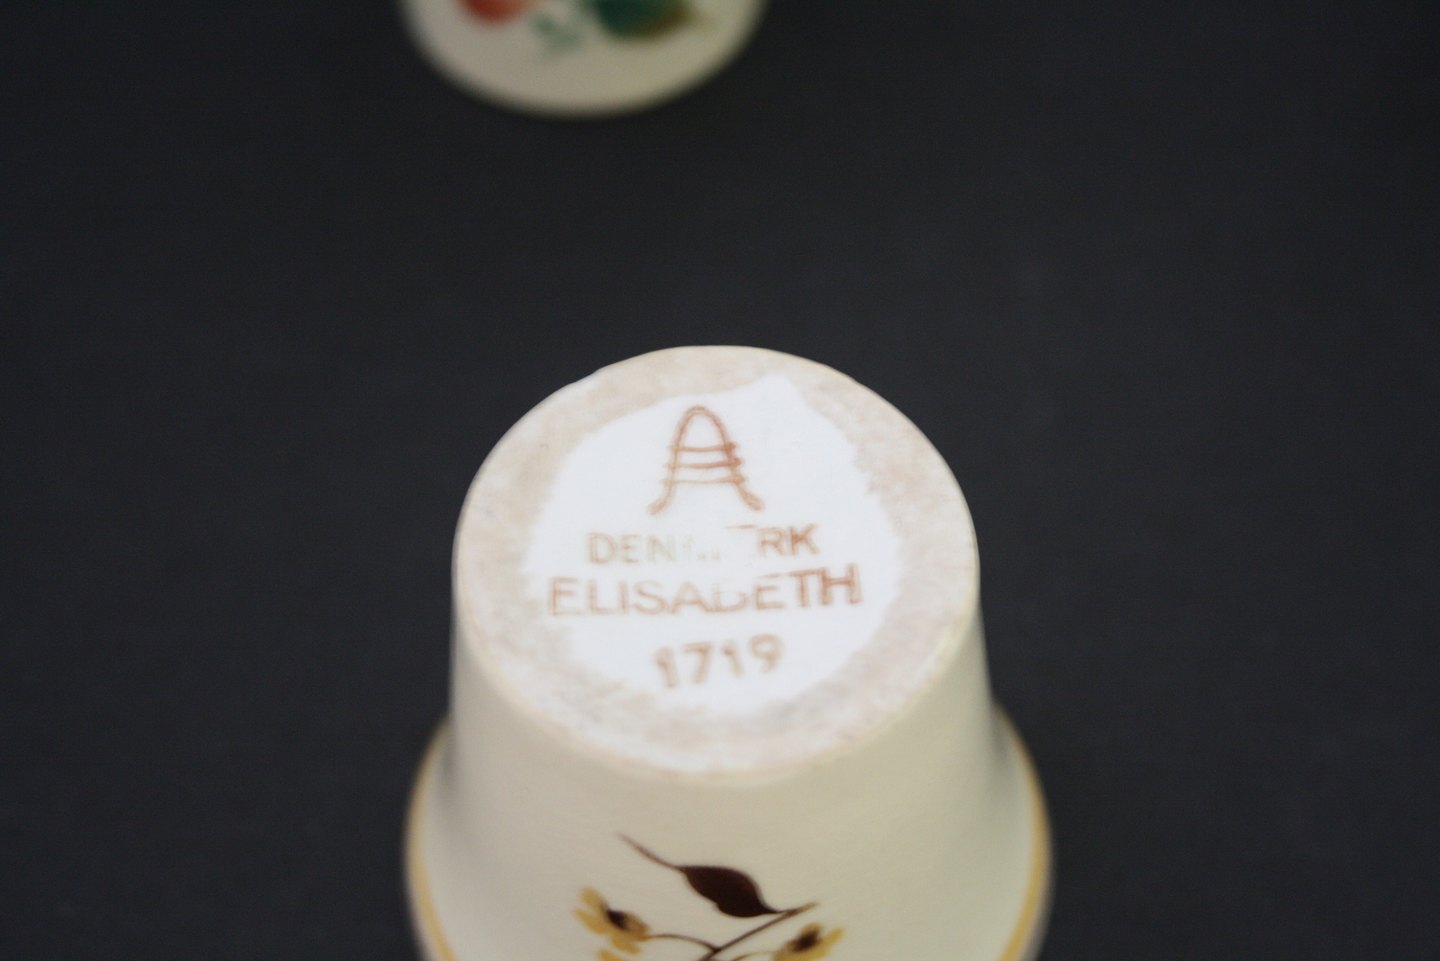 A
DENMARK
ELISABETH
1719